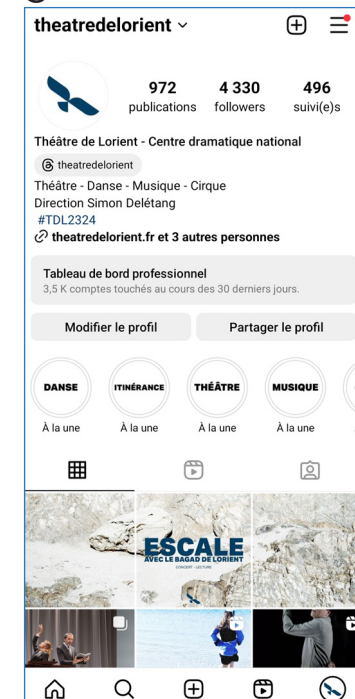 theatredelorient
972
4 330
496
publications
followers
suivi(e)s
Théâtre de Lorient - Centre dramatique national
theatredelorient
Théâtre - Danse - Musique - Cirque
Direction Simon Delétang
#TDL2324
theatredelorient.fr et 3 autres personnes
Tableau de bord professionnel
3,5 K comptes touchés au cours des 30 derniers jours.
Modifier le profil
Partager le profil
DANSE
ITINÉRANCE
THÉÂTRE
MUSIQUE
À la une
À la une
À la une
À la une
ESCALE
AVEC LE BAGAD DE LORIENT
CONCERT - LECTURE